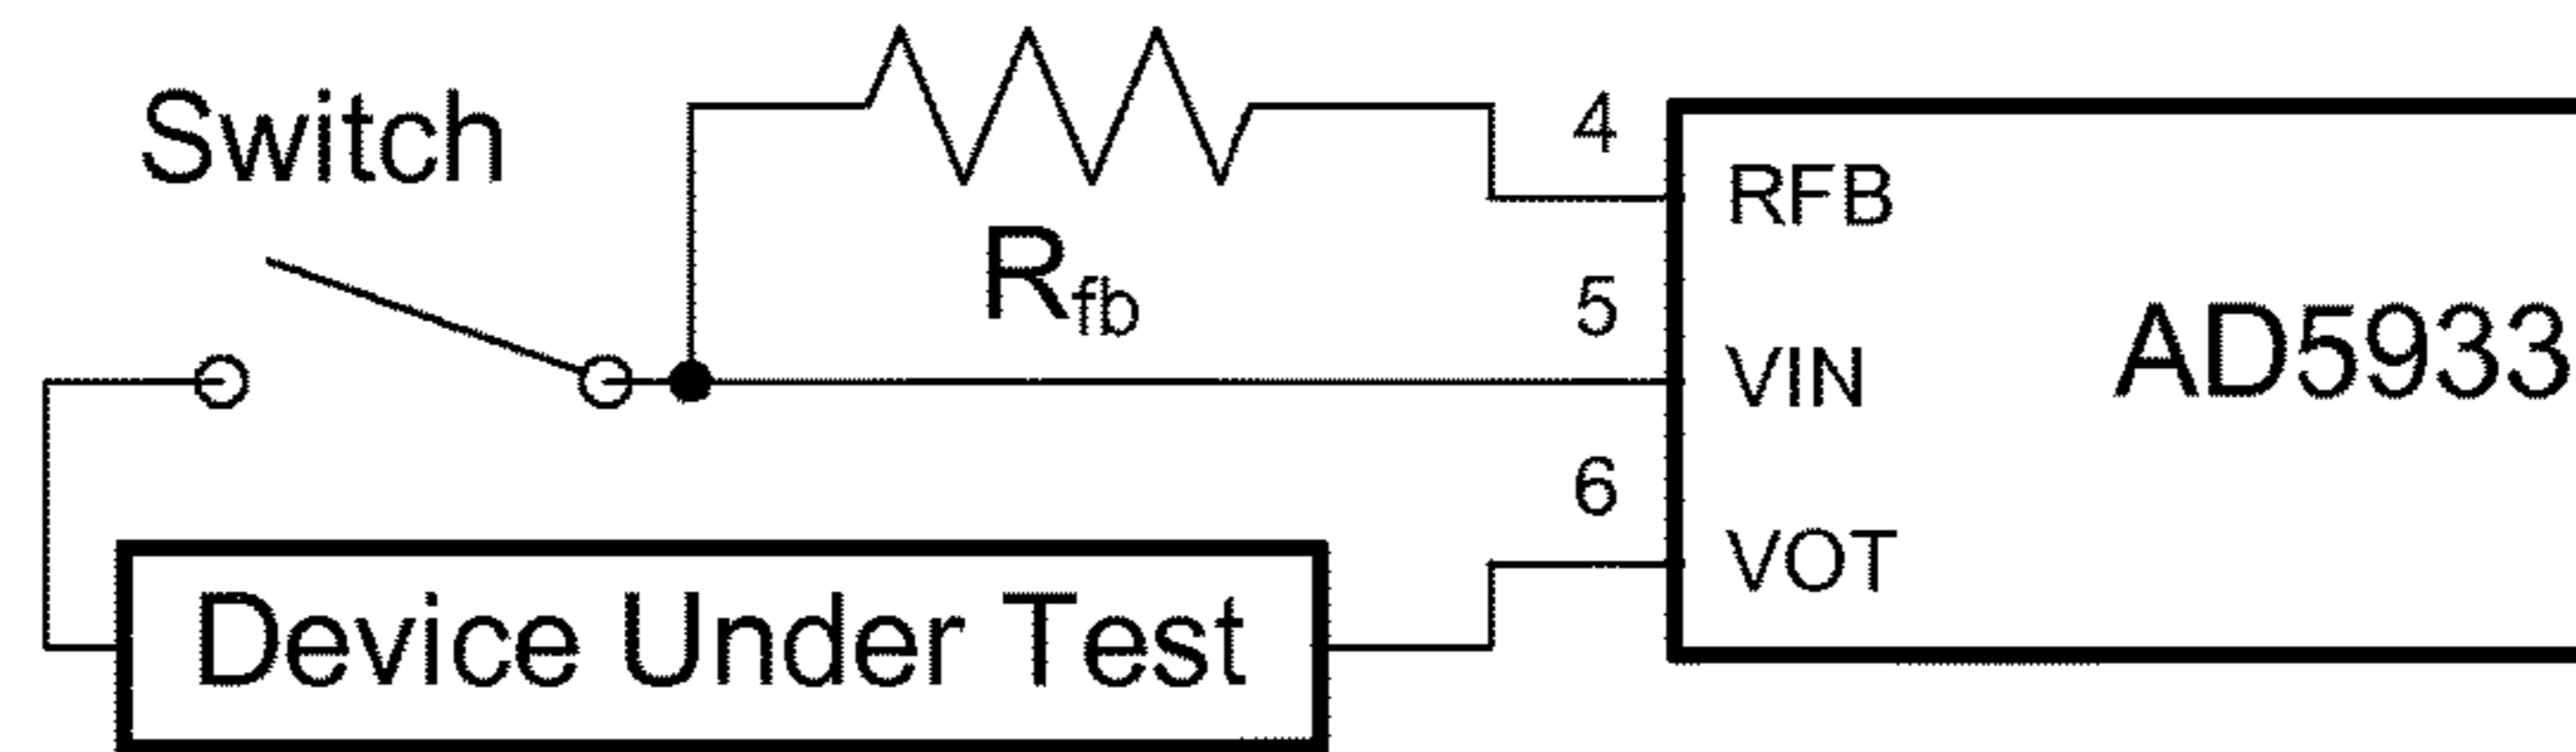 Switch
4
RFB
Rfb
5
VIN
AD5933
6
VOT
Device Under Test